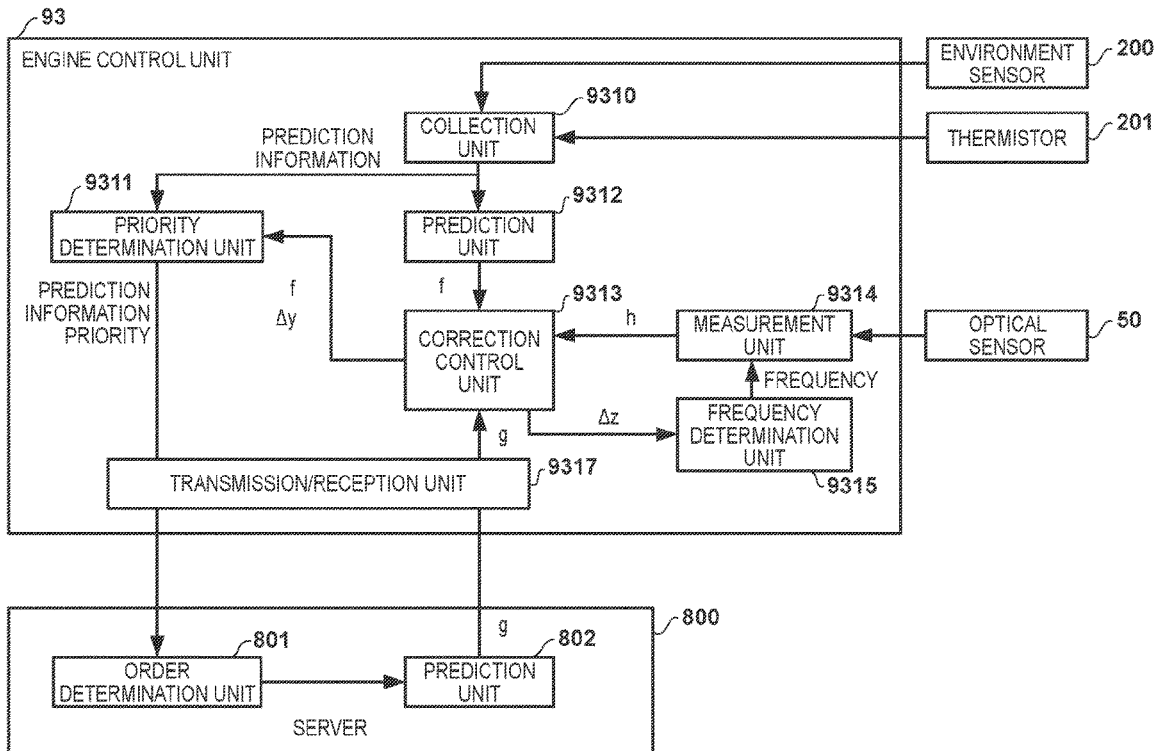 93
ENGINE CONTROL UNIT
ENVIRONMENT
SENSOR
200
9310
COLLECTION
UNIT
THERMISTOR
201
PREDICTION
INFORMATION
9311
PRIORITY
DETERMINATION UNIT
9312
PREDICTION
UNIT
PREDICTION
INFORMATION
PRIORITY
f
Δy
f
9313
CORRECTION
CONTROL
UNIT
h
9314
MEASUREMENT
UNIT
OPTICAL
SENSOR
50
FREQUENCY
Δz
FREQUENCY
DETERMINATION
UNIT
9315
g
9317
TRANSMISSION/RECEPTION UNIT
800
g
801
ORDER
DETERMINATION UNIT
802
PREDICTION
UNIT
SERVER